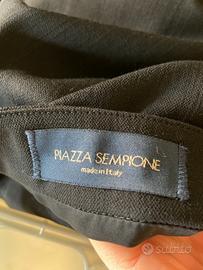 PIAZZA SEMPIONE
made in Italy
subito